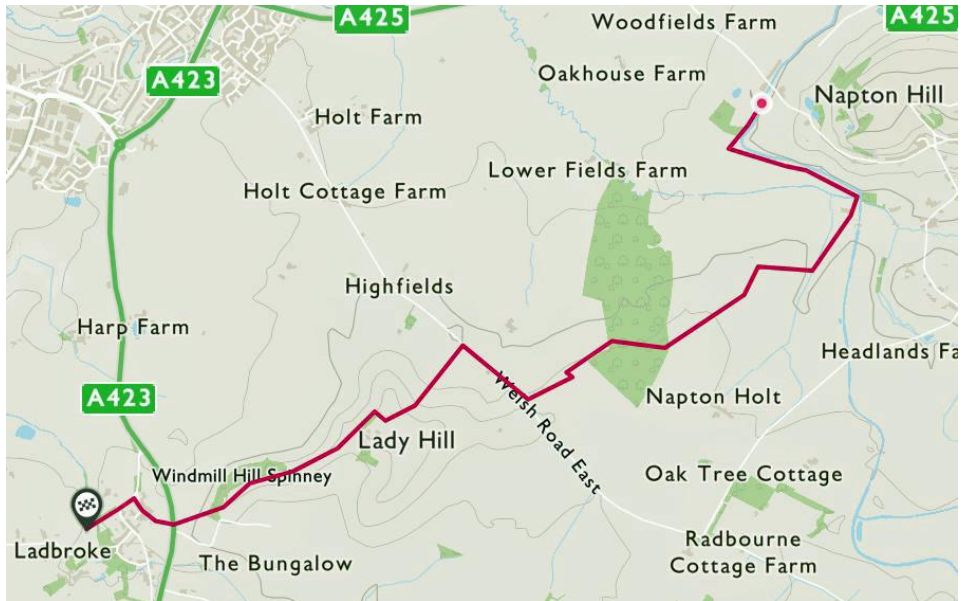 A425
A425
Woodfields Farm
A423
Oakhouse Farm
Napton Hill
Holt Farm
Lower Fields Farm
Holt Cottage Farm
Highfields
Harp Farm
Headlands Fa
A423
Welsh Road East
Napton Holt
Lady Hill
Windmill Hill Spinney
Oak Tree Cottage
Ladbroke
The Bungalow
Radbourne
Cottage Farm